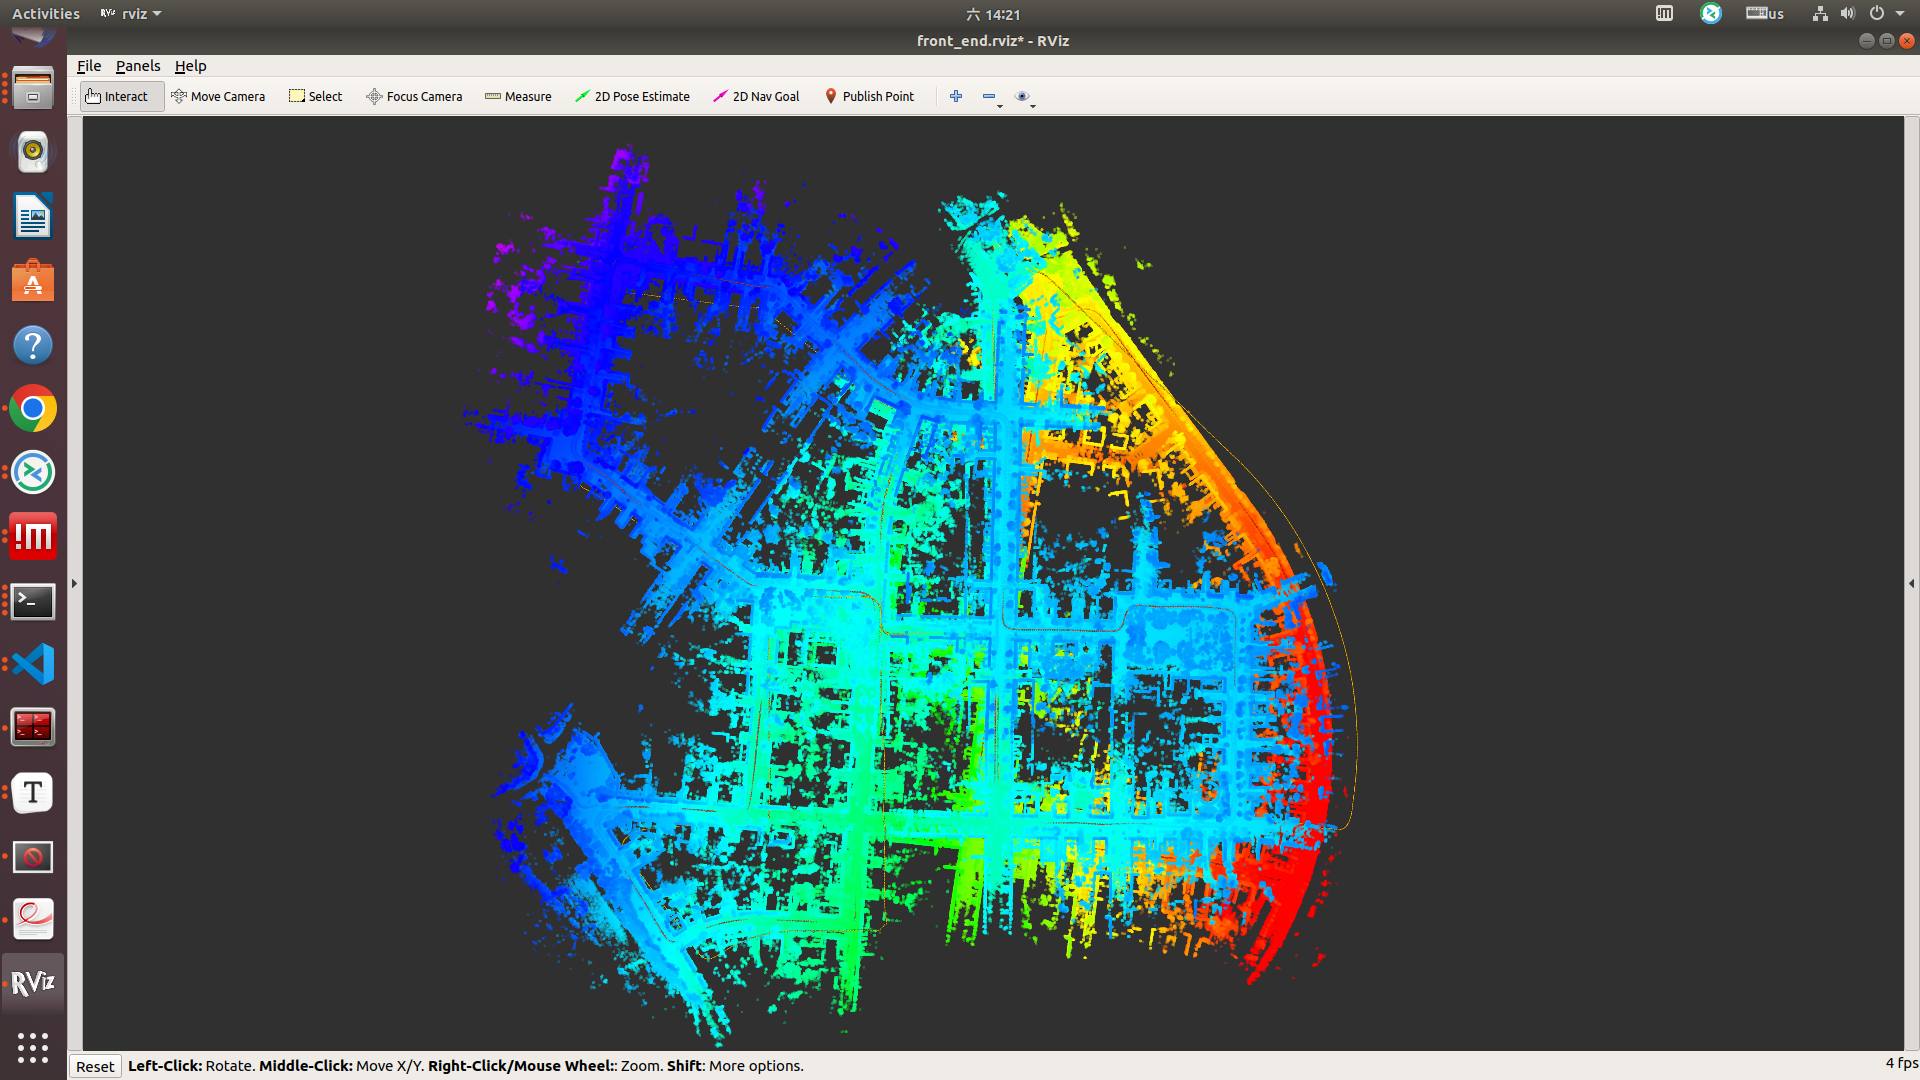 Activities
rviz
六 14:21
us
front_end.rviz* - RViz
File Panels Help
Interact Move Camera Select Focus Camera Measure 2D Pose Estimate 2D Nav Goal Publish Point
RViz
Reset Left-Click: Rotate. Middle-Click: Move X/Y. Right-Click/Mouse Wheel:: Zoom. Shift: More options.
4 fps